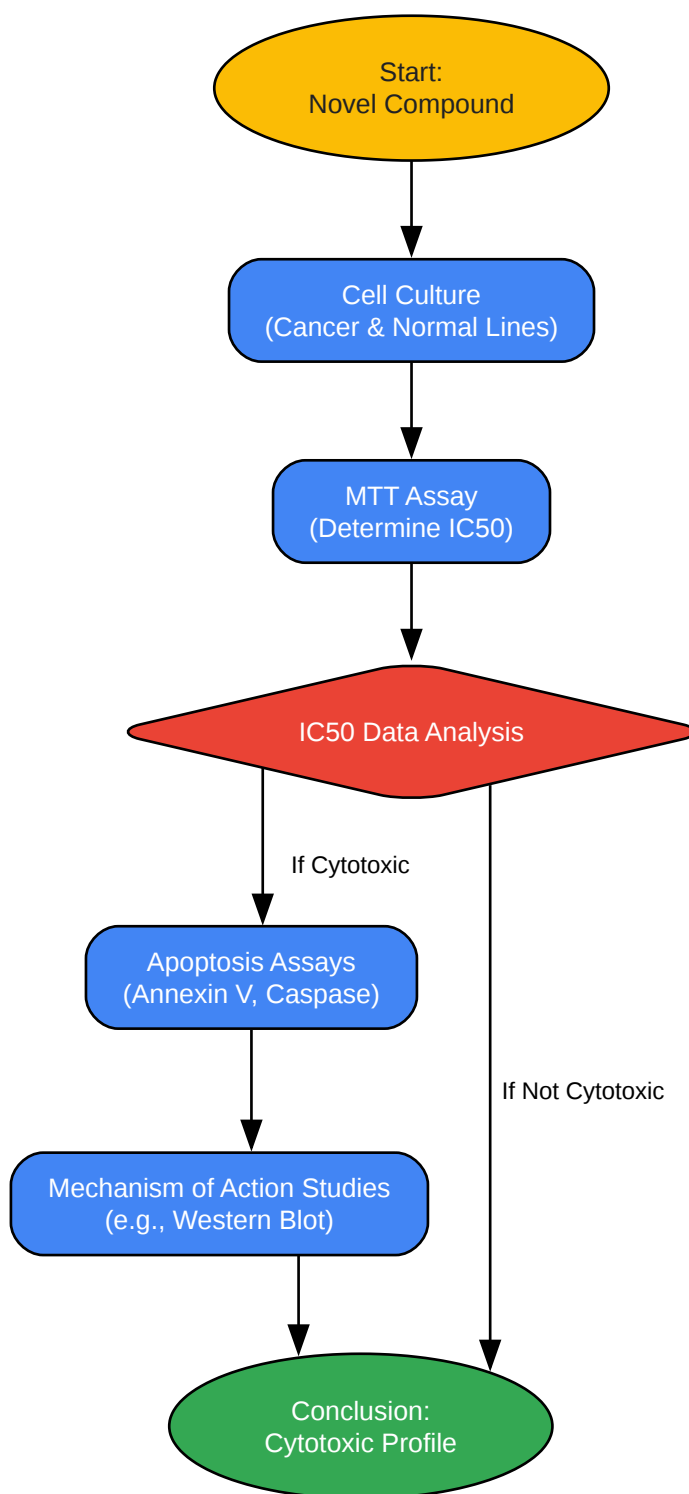 Start:
Novel Compound
Cell Culture
(Cancer & Normal Lines)
MTT Assay
(Determine IC50)
IC50 Data Analysis
If Cytotoxic
Apoptosis Assays
(Annexin V, Caspase)
If Not Cytotoxic
Mechanism of Action Studies
(e.g., Western Blot)
Conclusion:
Cytotoxic Profile